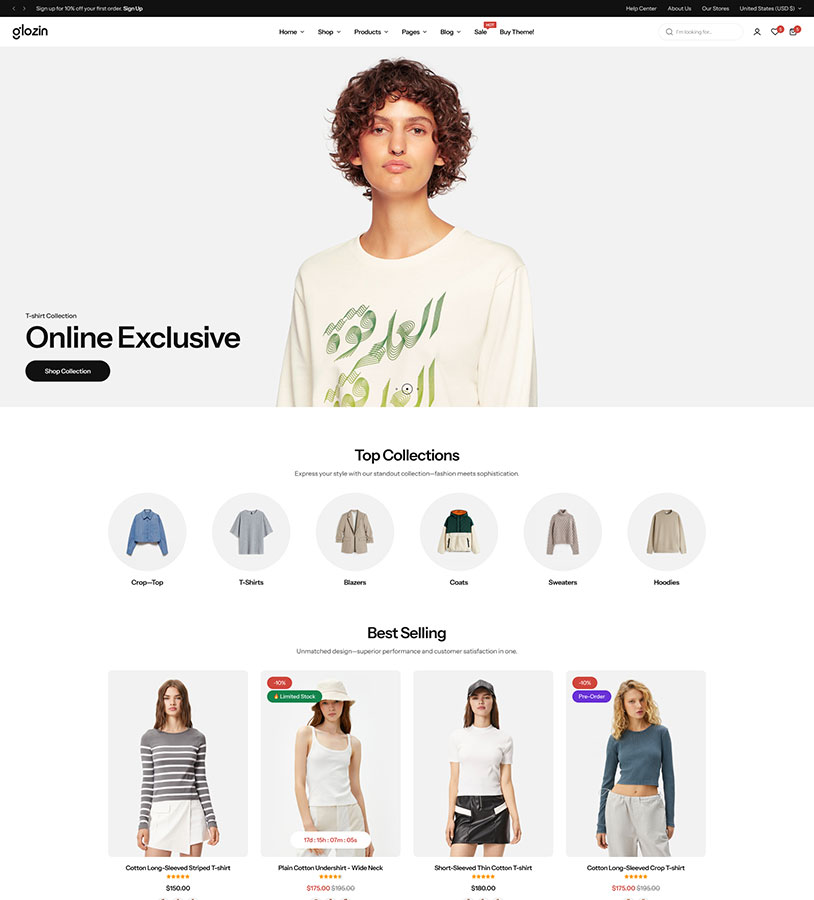 Sign up for 10% off your first order. Sign Up
Help Center About Us Our Stores United States (USD $)
glozin
Home Shop Products Pages Blog Sale HOT Buy Theme!
I'm looking for…
T-shirt Collection
Online Exclusive
Shop Collection
العلم قوة
Top Collections
Express your style with our standout collection—fashion meets sophistication.
Crop—Top T-Shirts Blazers Coats Sweaters Hoodies
Best Selling
Unmatched design—superior performance and customer satisfaction in one.
-10%
🔥 Limited Stock
-10%
Pre-Order
17d : 15h : 07m : 05s
Cotton Long-Sleeved Striped T-shirt Plain Cotton Undershirt - Wide Neck Short-Sleeved Thin Cotton T-shirt Cotton Long-Sleeved Crop T-shirt
$150.00 $175.00 $195.00 $180.00 $175.00 $195.00